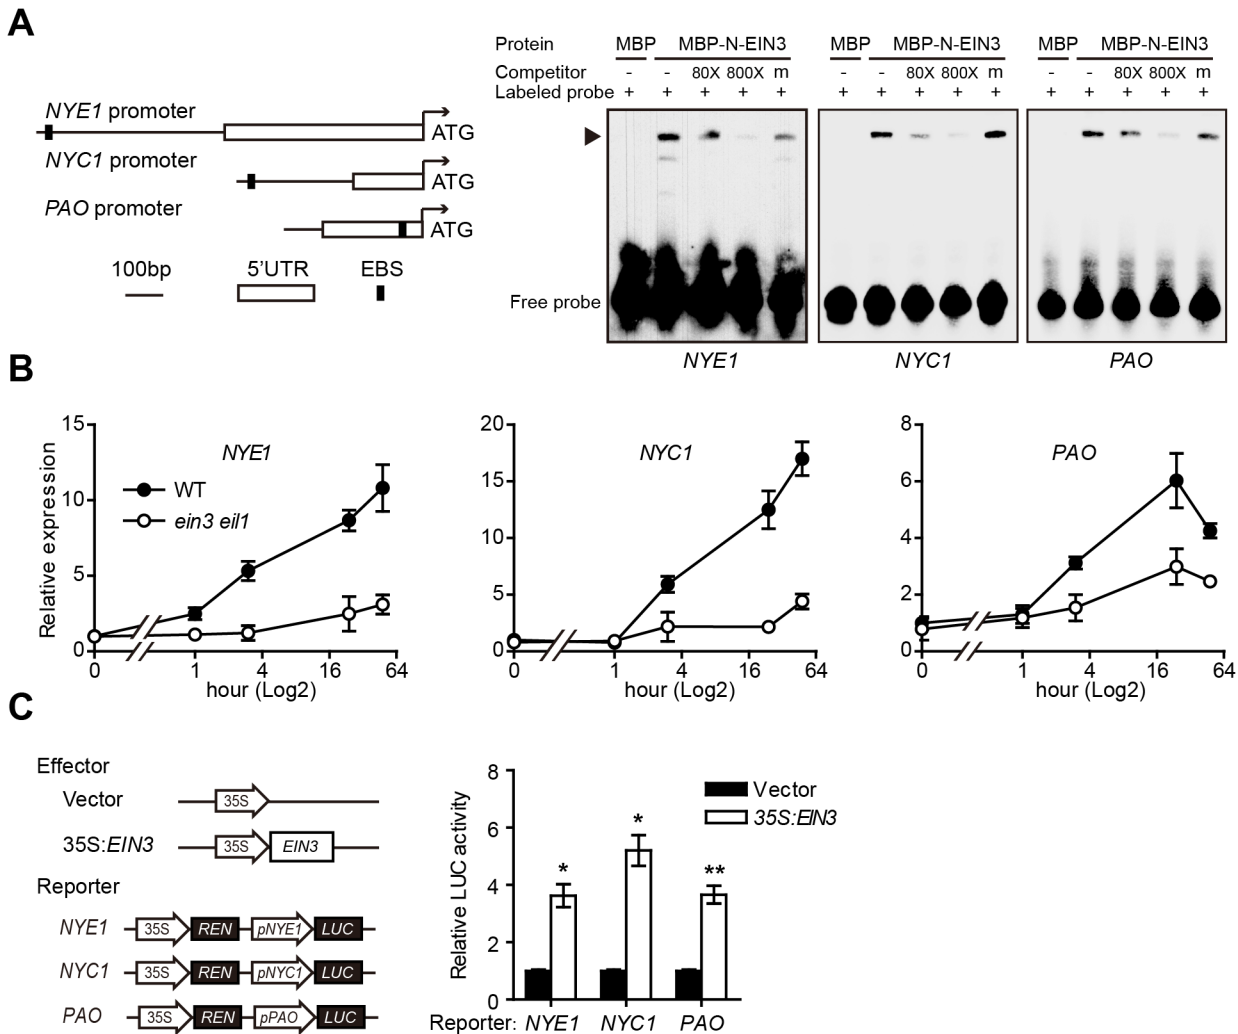 A
NYE1 promoter
ATG
NYC1 promoter
ATG
PAO promoter
ATG
100bp 5'UTR EBS
Protein MBP MBP-N-EIN3 MBP MBP-N-EIN3 MBP MBP-N-EIN3
Competitor - - 80X 800X m - - 80X 800X m - - 80X 800X m
Labeled probe + + + + + + + + + + + + + + +
Free probe
NYE1 NYC1 PAO
B
Relative expression
15
10
5
0
NYE1
WT
ein3 eil1
0 1 4 16 64
hour (Log2)
20
15
10
5
0
NYC1
0 1 4 16 64
hour (Log2)
8
6
4
2
0
PAO
0 1 4 16 64
hour (Log2)
C
Effector
Vector 35S
35S:EIN3 35S EIN3
Reporter
NYE1 35S REN pNYE1 LUC
NYC1 35S REN pNYC1 LUC
PAO 35S REN pPAO LUC
Relative LUC activity
8
6
4
2
0
Vector
35S:EIN3
* * **
Reporter: NYE1 NYC1 PAO